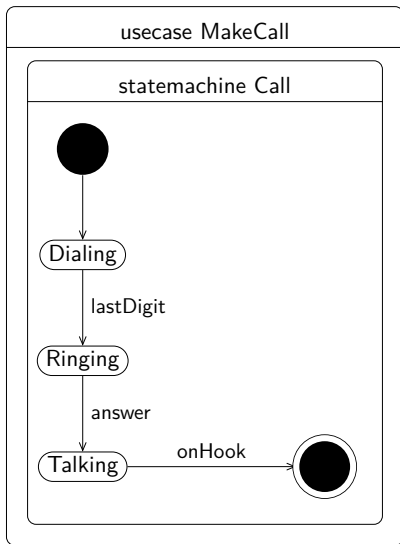 usecase MakeCall
statemachine Call
Dialing
lastDigit
Ringing
answer
Talking
onHook